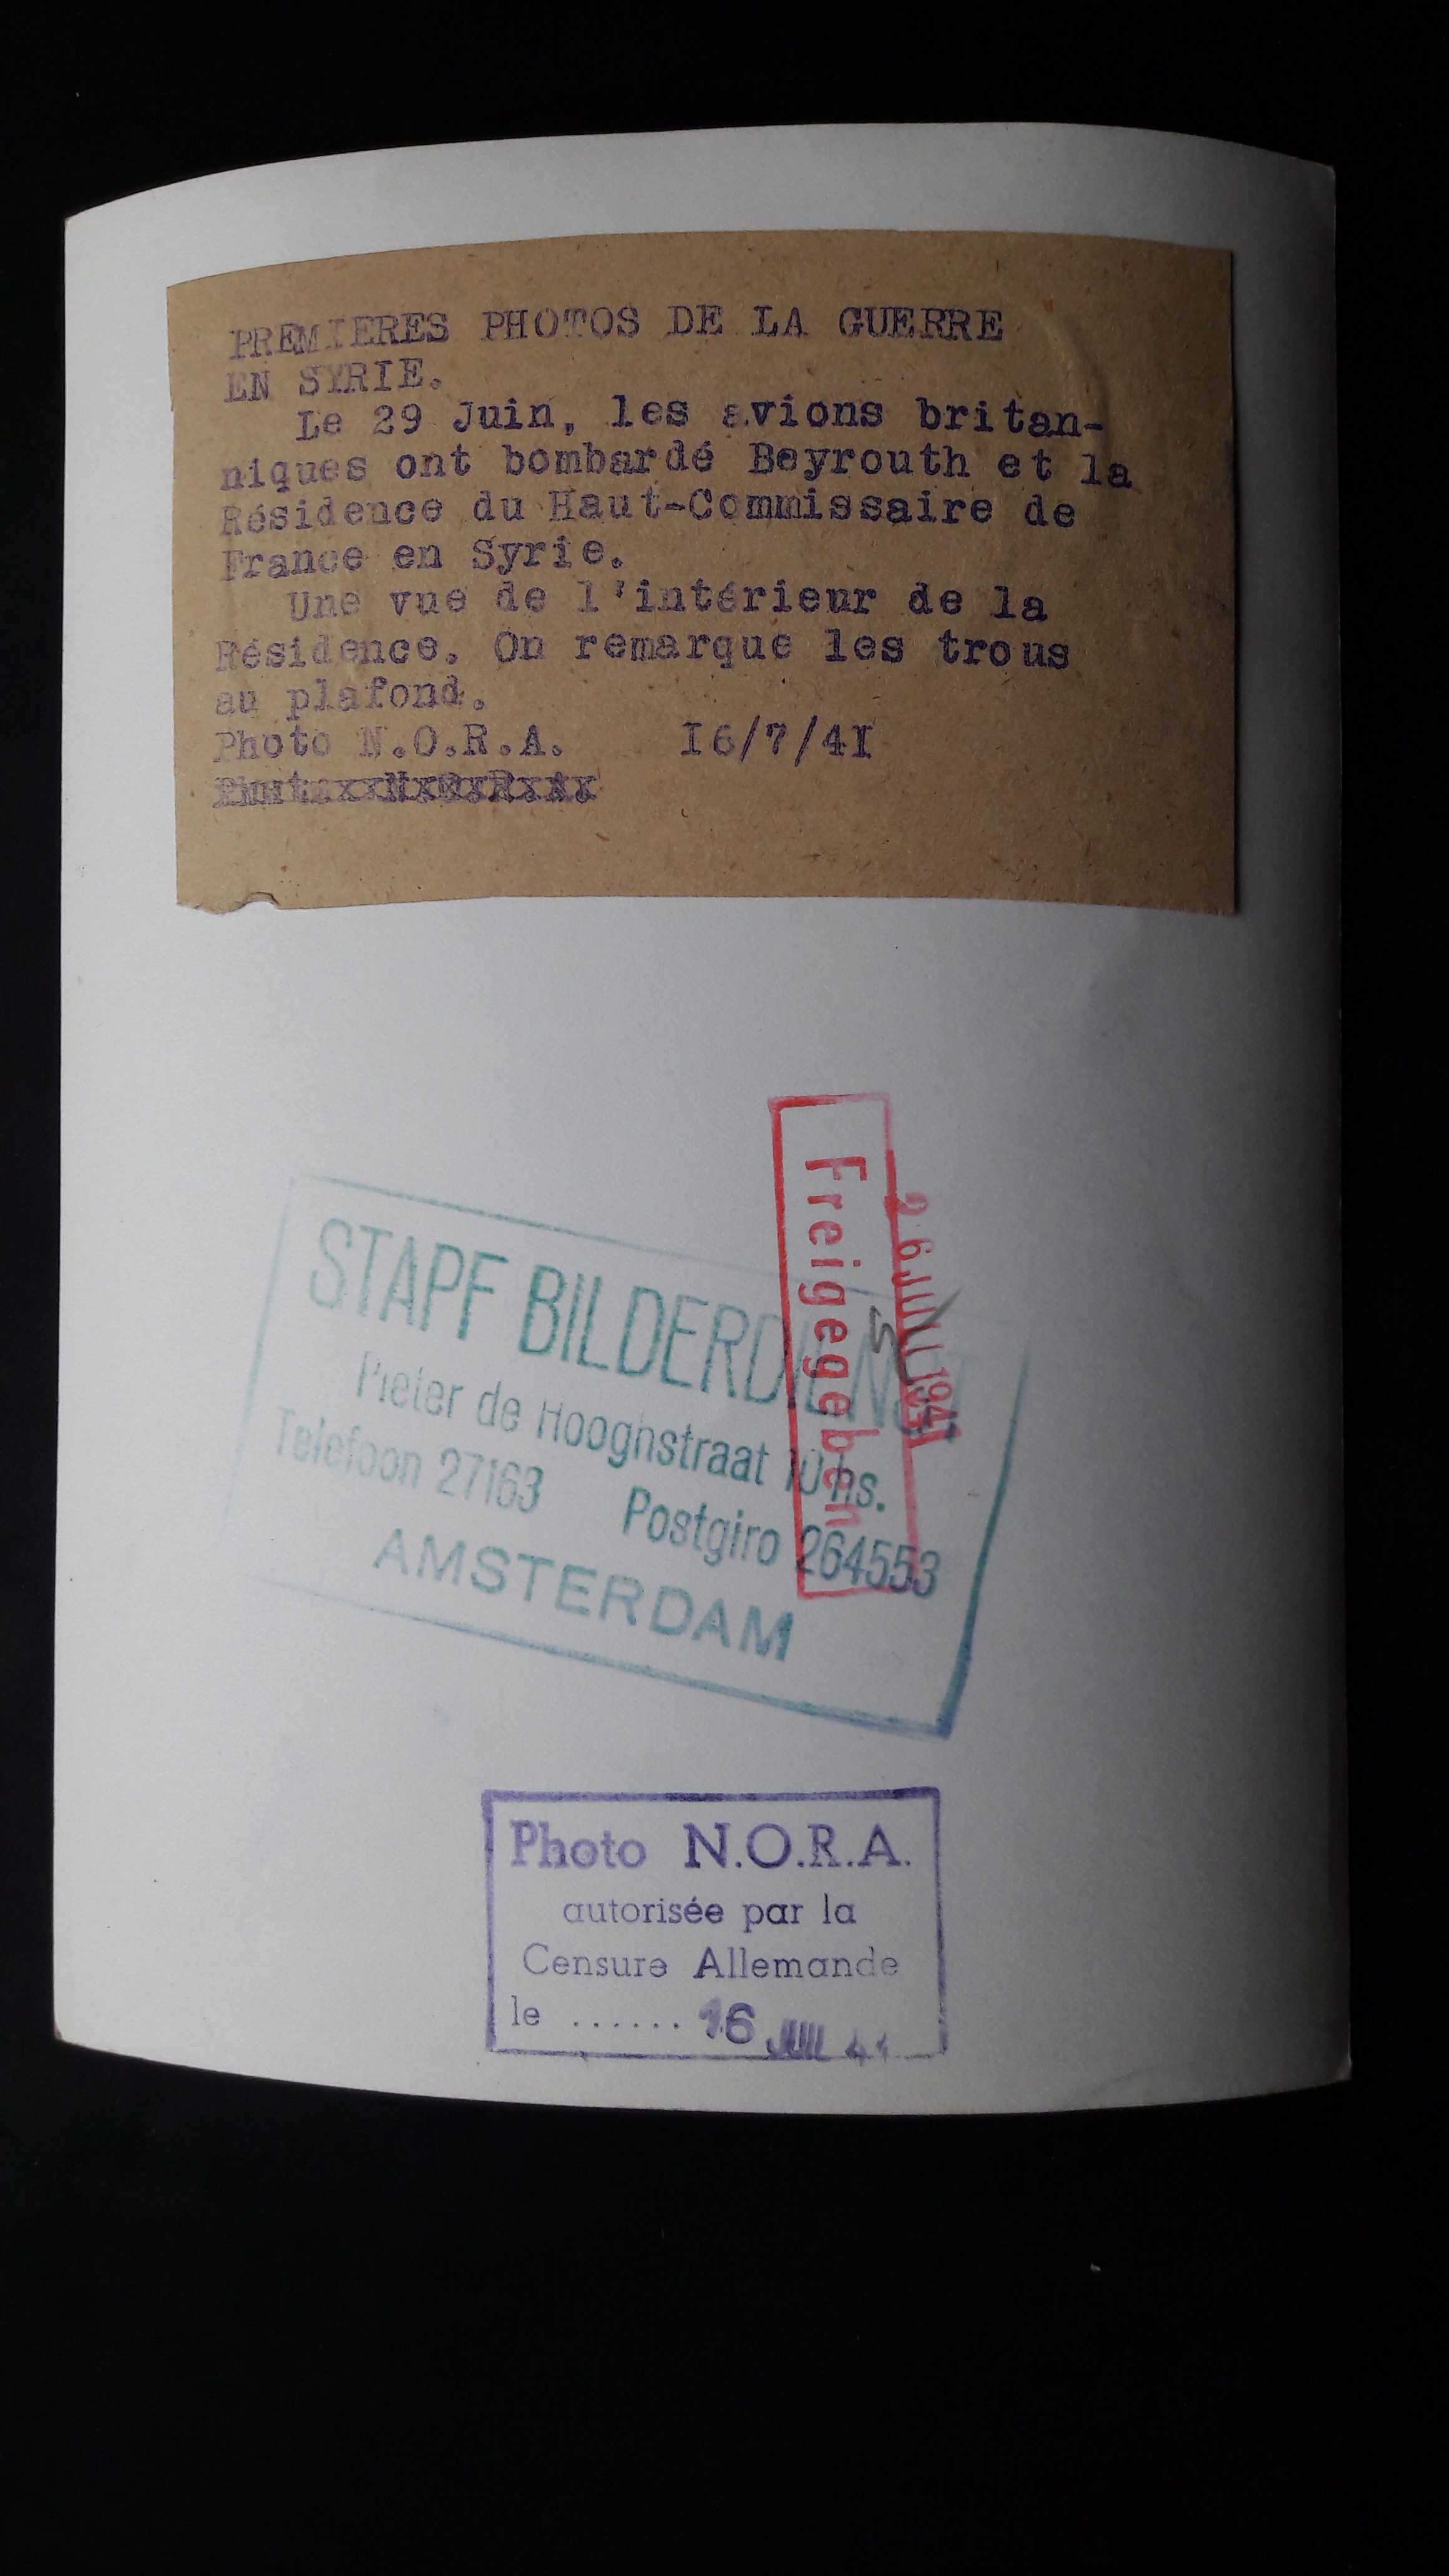 PREMIERES PHOTOS DE LA GUERRE
EN SYRIE.
Le 29 Juin, les avions britan-
niques ont bombardé Beyrouth et la
Résidence du Haut-Commissaire de
France en Syrie.
Une vue de l'intérieur de la
Résidence. On remarque les trous
au plafond.
Photo N.O.R.A. I6/7/4I
Freigegeben
26 JULI 1941
STAPF BILDERDIENST
Pieter de Hooghstraat 10 hs.
Telefoon 27163 Postgiro 264553
AMSTERDAM
Photo N.O.R.A.
autorisée par la
Censure Allemande
le ....... 16 JUIL 41